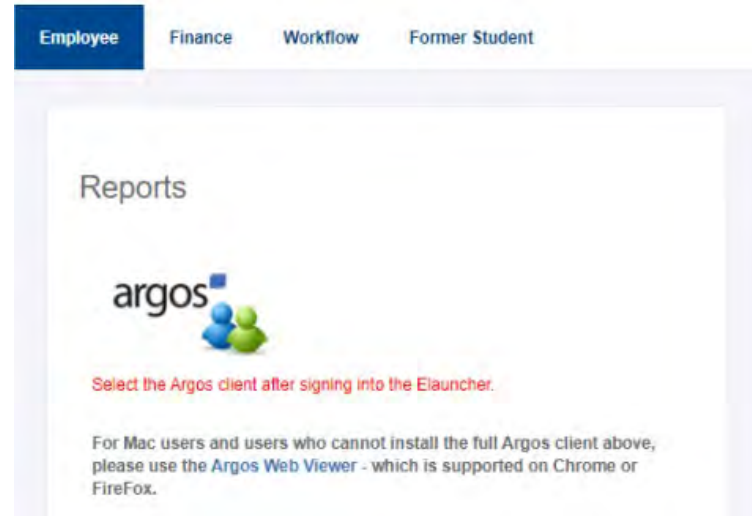 Employee Finance Workflow Former Student
Reports
argos
Select the Argos client after signing into the Elauncher.
For Mac users and users who cannot install the full Argos client above,
please use the Argos Web Viewer - which is supported on Chrome or
FireFox.